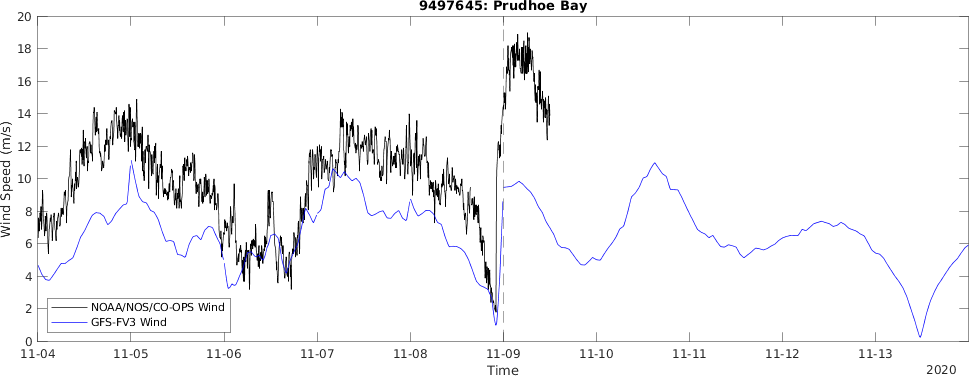 9497645: Prudhoe Bay
20
18
16
14
12
10
8
6
4
2
0
Wind Speed (m/s)
NOAA/NOS/CO-OPS Wind
GFS-FV3 Wind
11-04 11-05 11-06 11-07 11-08 11-09 11-10 11-11 11-12 11-13
Time
2020